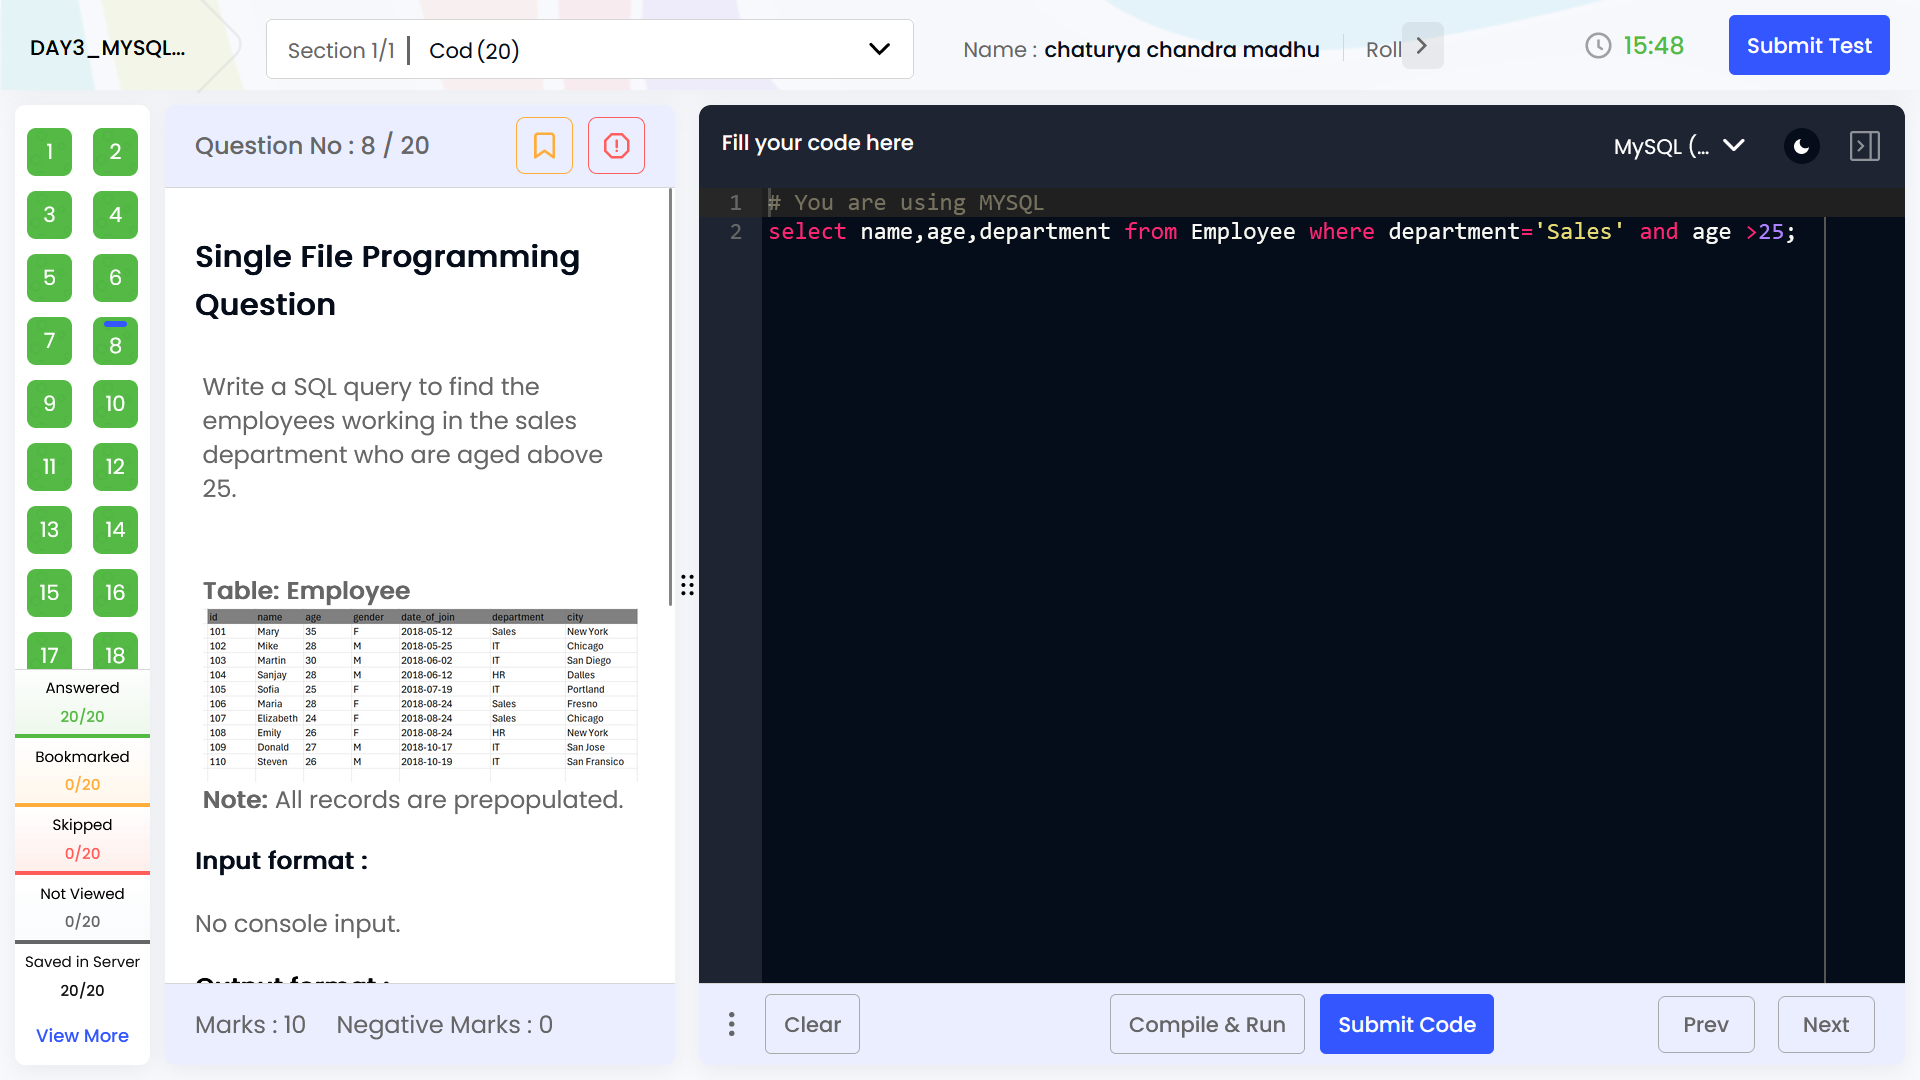 DAY3_MYSQL...
Section 1/1 | Cod (20)
Name : chaturya chandra madhu
Roll
15:48
Submit Test
1 2
3 4
5 6
7 8
9 10
11 12
13 14
15 16
17 18
Answered
20/20
Bookmarked
0/20
Skipped
0/20
Not Viewed
0/20
Saved in Server
20/20
View More
Question No : 8 / 20
Single File Programming
Question
Write a SQL query to find the
employees working in the sales
department who are aged above
25.
Table: Employee
id name age gender date_of_join department city
101 Mary 35 F 2018-05-12 Sales New York
102 Mike 28 M 2018-05-25 IT Chicago
103 Martin 30 M 2018-06-02 IT San Diego
104 Sanjay 28 M 2018-06-12 HR Dalles
105 Sofia 25 F 2018-07-19 IT Portland
106 Maria 28 F 2018-08-24 Sales Fresno
107 Elizabeth 24 F 2018-08-24 Sales Chicago
108 Emily 26 F 2018-08-24 HR New York
109 Donald 27 M 2018-10-17 IT San Jose
110 Steven 26 M 2018-10-19 IT San Fransico
Note: All records are prepopulated.
Input format :
No console input.
Output format :
Marks : 10 Negative Marks : 0
Fill your code here
MySQL (...
1 # You are using MYSQL
2 select name,age,department from Employee where department='Sales' and age >25;
Clear
Compile & Run
Submit Code
Prev
Next